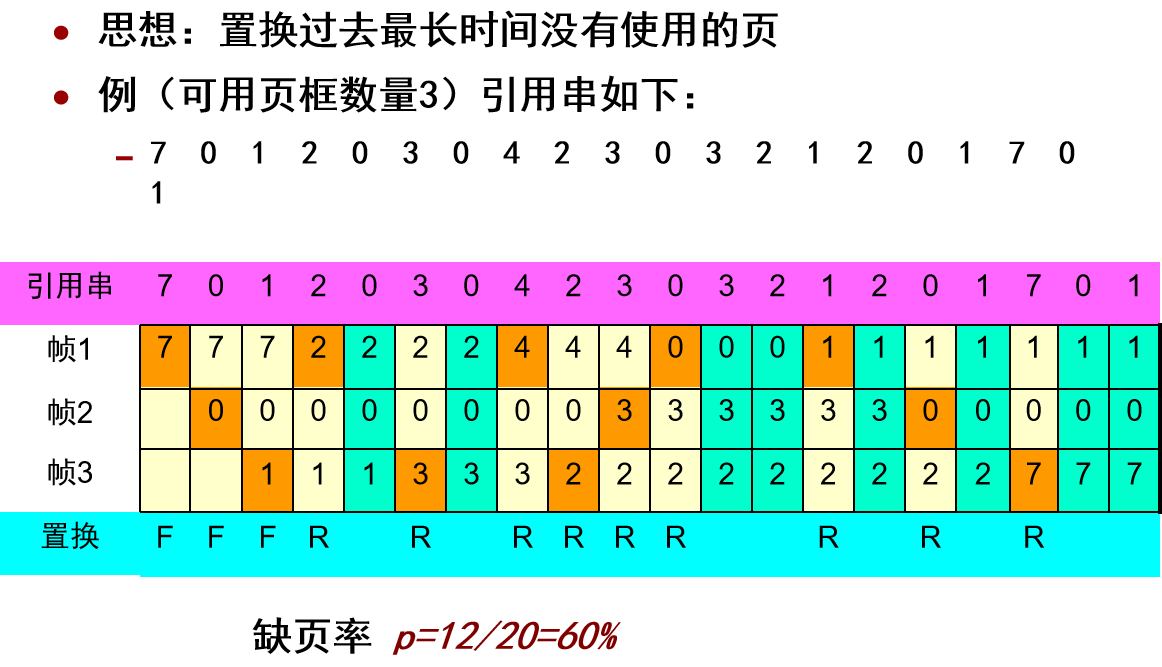 • 思想：置换过去最长时间没有使用的页
• 例（可用页框数量3）引用串如下：
– 7 0 1 2 0 3 0 4 2 3 0 3 2 1 2 0 1 7 0
1
引用串 7 0 1 2 0 3 0 4 2 3 0 3 2 1 2 0 1 7 0 1
帧1 7 7 7 2 2 2 2 4 4 4 0 0 0 1 1 1 1 1 1 1
帧2 0 0 0 0 0 0 0 0 3 3 3 3 3 3 0 0 0 0 0
帧3 1 1 1 3 3 3 2 2 2 2 2 2 2 2 2 7 7 7
置换 F F F R R R R R R R R R
缺页率 p=12/20=60%